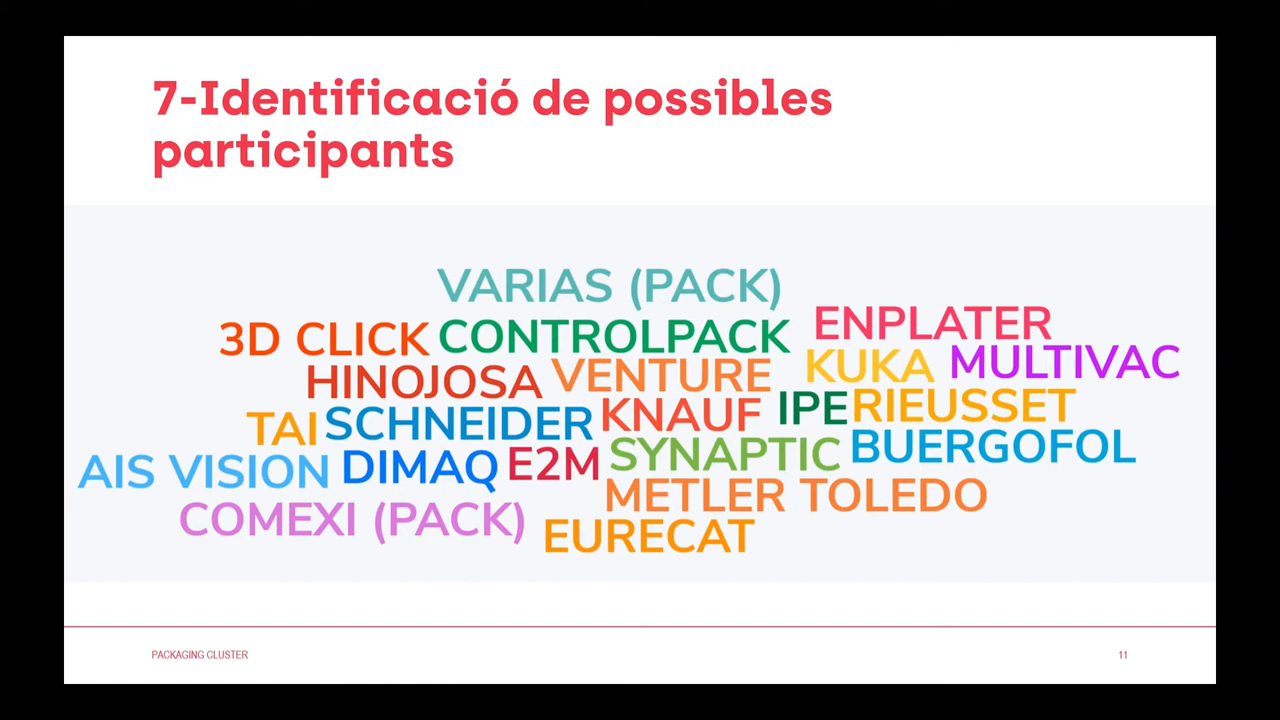 7-Identificació de possibles
participants
VARIAS (PACK)
3D CLICK CONTROLPACK ENPLATER
HINOJOSA VENTURE KUKA MULTIVAC
TAI SCHNEIDER KNAUF IPE RIEUSSET
AIS VISION DIMAQ E2M SYNAPTIC BUERGOFOL
COMEXI (PACK) METLER TOLEDO
EURECAT
PACKAGING CLUSTER 11